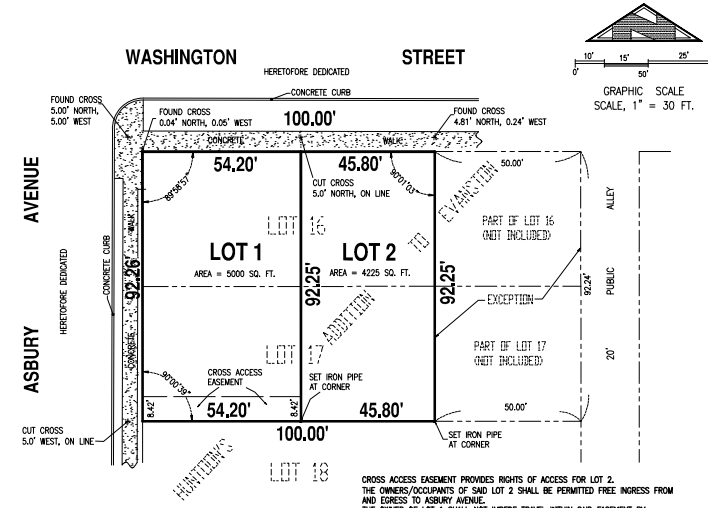 WASHINGTON STREET
HERETOFORE DEDICATED
CONCRETE CURB
10' 15' 25'
0' 50'
GRAPHIC SCALE
SCALE, 1" = 30 FT.
FOUND CROSS
5.00' NORTH,
5.00' WEST
FOUND CROSS
0.04' NORTH, 0.05' WEST
100.00'
FOUND CROSS
4.81' NORTH, 0.24' WEST
CONCRETE WALK
54.20' 45.80'
50.00'
CUT CROSS
5.0' NORTH, ON LINE
89°58'57"
90°01'03"
AVENUE
ASBURY
HERETOFORE DEDICATED
CONCRETE CURB
WALK
CONCRETE
92.26'
LOT 16
LOT 1
AREA = 5000 SQ. FT.
92.25'
LOT 2
AREA = 4225 SQ. FT.
92.25'
HUNTOON'S ADDITION TO EVANSTON
PART OF LOT 16
(NOT INCLUDED)
EXCEPTION
92.24'
20' PUBLIC ALLEY
LOT 17
PART OF LOT 17
(NOT INCLUDED)
90°00'39"
CROSS ACCESS
EASEMENT
SET IRON PIPE
AT CORNER
8.42' 8.42'
54.20' 45.80'
50.00'
100.00'
CUT CROSS
5.0' WEST, ON LINE
SET IRON PIPE
AT CORNER
LOT 18
CROSS ACCESS EASEMENT PROVIDES RIGHTS OF ACCESS FOR LOT 2.
THE OWNERS/OCCUPANTS OF SAID LOT 2 SHALL BE PERMITTED FREE INGRESS FROM
AND EGRESS TO ASBURY AVENUE.